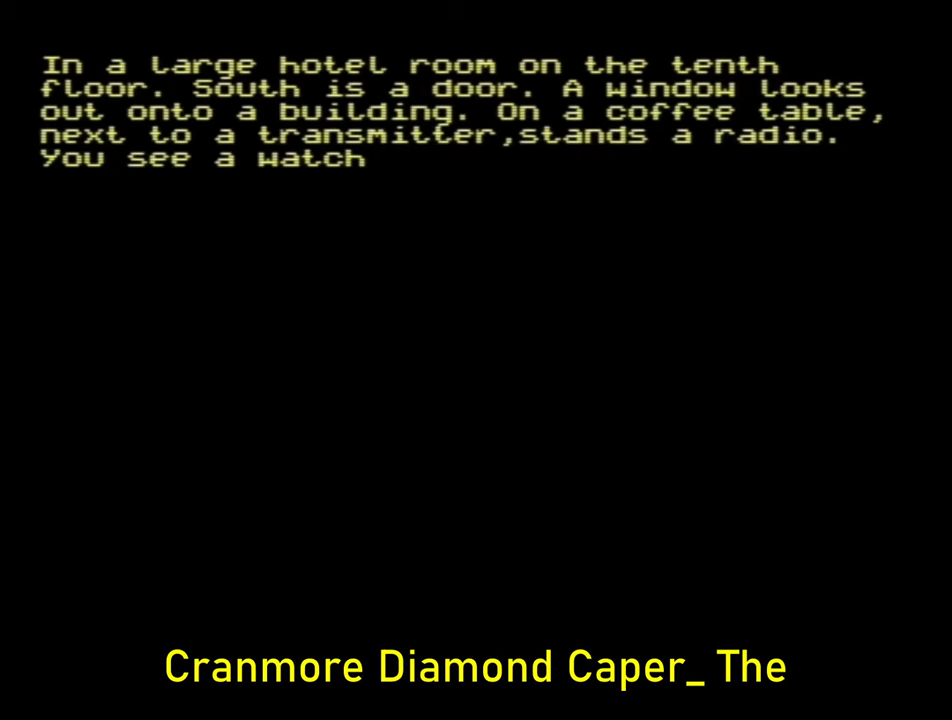 In a large hotel room on the tenth
floor. South is a door. A window looks
out onto a building. On a coffee table,
next to a transmitter,stands a radio.
You see a watch
Cranmore Diamond Caper_ The